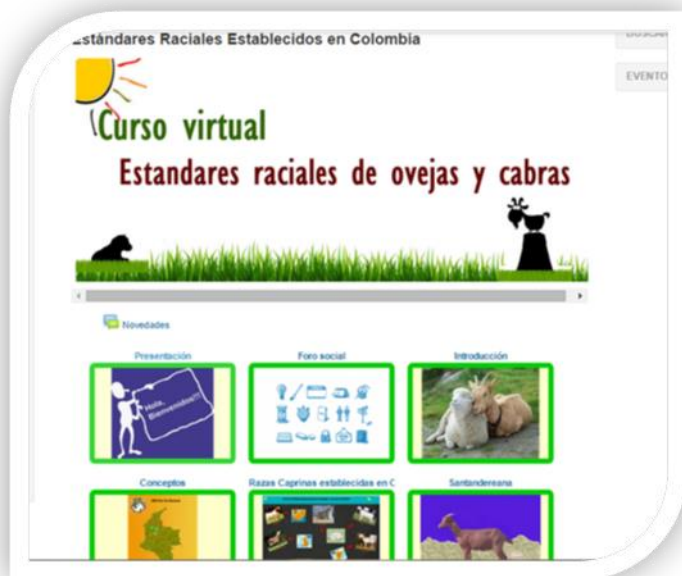 Estándares Raciales Establecidos en Colombia
BUSCAR
EVENTO
Curso virtual
Estandares raciales de ovejas y cabras
Novedades
Presentación
Foro social
Introducción
Hola,
Bienvenidos!!!
Conceptos
Razas Caprinas establecidas en C
Santandereana